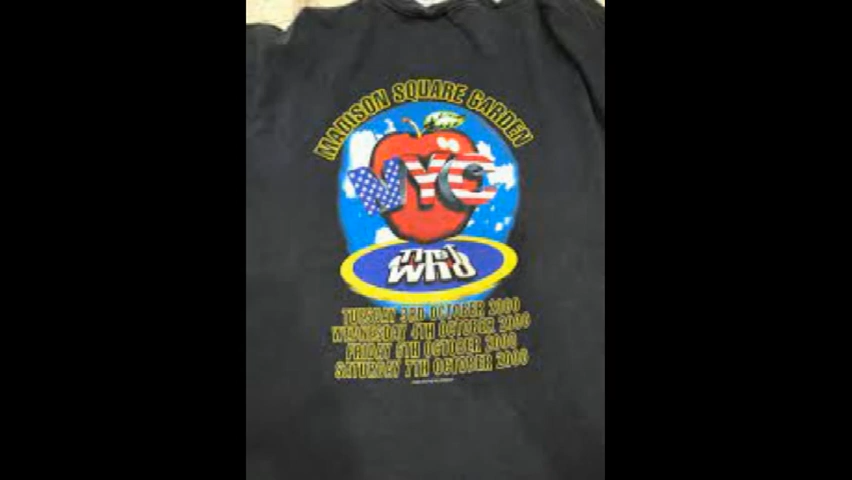 MADISON SQUARE GARDEN
NYC
THE
WHO
TUESDAY 3RD OCTOBER 2000
WEDNESDAY 4TH OCTOBER 2000
FRIDAY 6TH OCTOBER 2000
SATURDAY 7TH OCTOBER 2000